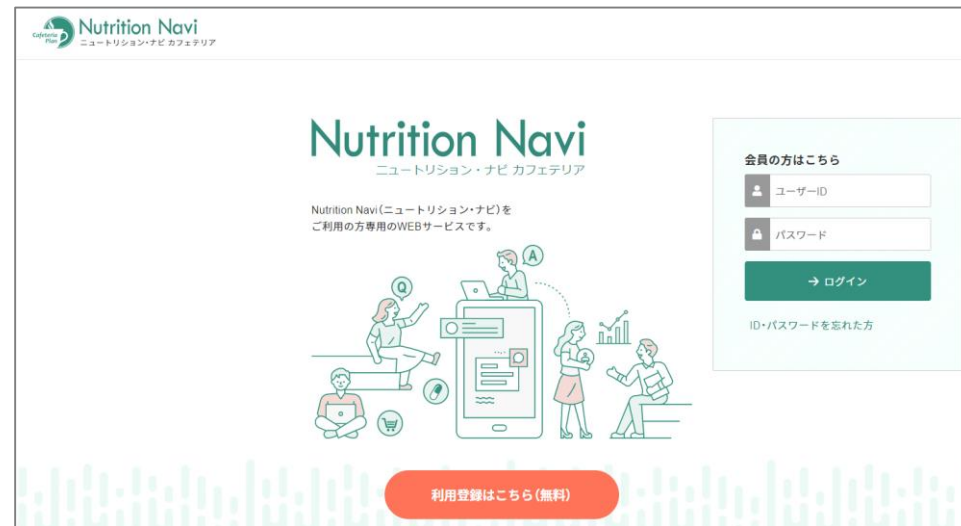 Cafeteria
Plan
Nutrition Navi
ニュートリション・ナビ カフェテリア
Nutrition Navi
ニュートリション・ナビ カフェテリア
Nutrition Navi(ニュートリション・ナビ)を
ご利用の方専用のWEBサービスです。
Q
A
会員の方はこちら
ユーザーID
パスワード
→ ログイン
ID・パスワードを忘れた方
利用登録はこちら(無料)